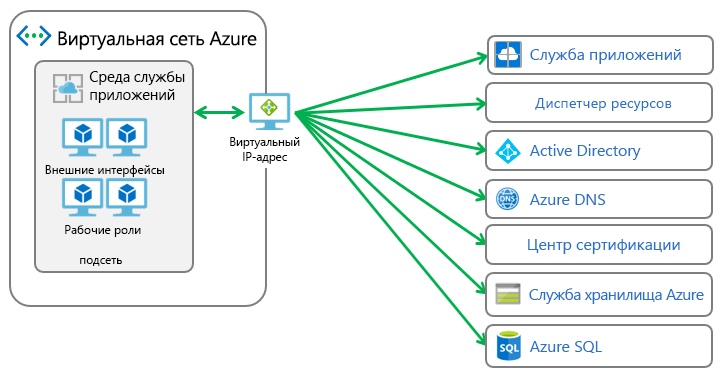 Виртуальная сеть Azure
Среда службы
приложений
Внешние интерфейсы
Рабочие роли
подсеть
Виртуальный
IP-адрес
Служба приложений
Диспетчер ресурсов
Active Directory
DNS
Azure DNS
Центр сертификации
Служба хранилища Azure
SQL
Azure SQL